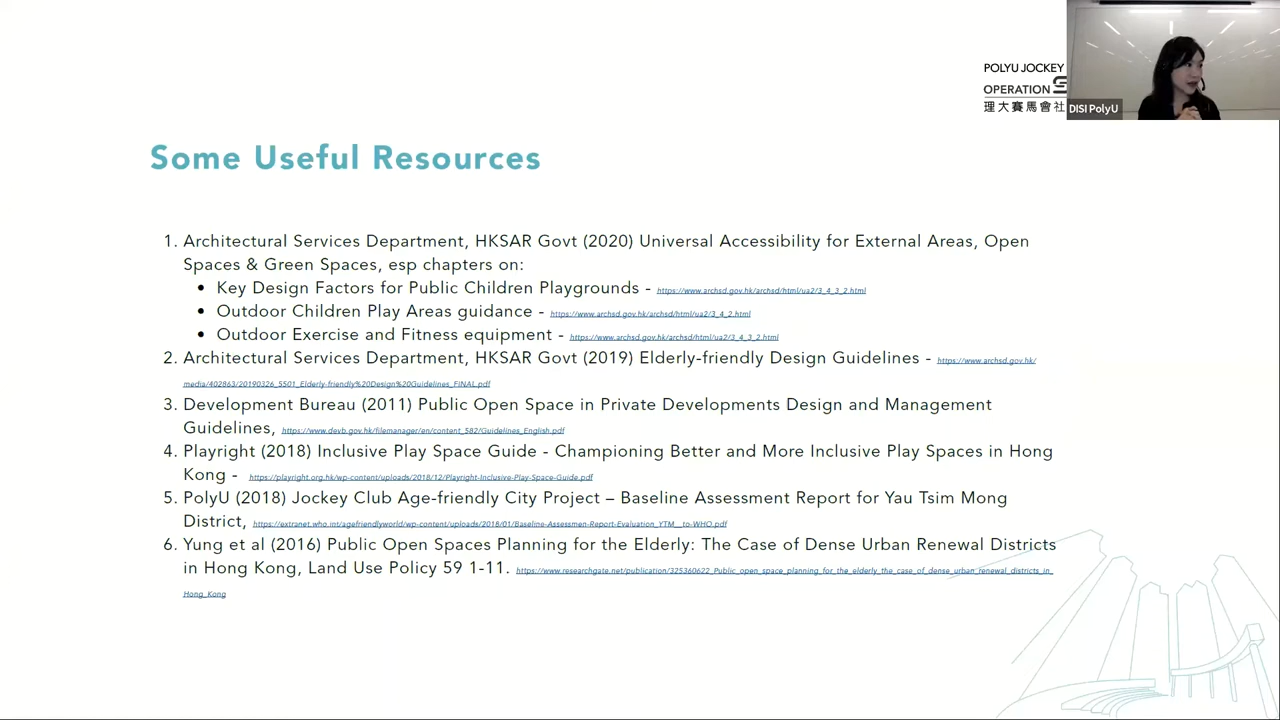 POLYU JOCKEY
OPERATION S
理大賽馬會社
DISI PolyU
Some Useful Resources
1. Architectural Services Department, HKSAR Govt (2020) Universal Accessibility for External Areas, Open
Spaces & Green Spaces, esp chapters on:
• Key Design Factors for Public Children Playgrounds - https://www.archsd.gov.hk/archsd/html/ua2/3_4_3_2.html
• Outdoor Children Play Areas guidance - https://www.archsd.gov.hk/archsd/html/ua2/3_4_2.html
• Outdoor Exercise and Fitness equipment - https://www.archsd.gov.hk/archsd/html/ua2/3_4_3_2.html
2. Architectural Services Department, HKSAR Govt (2019) Elderly-friendly Design Guidelines - https://www.archsd.gov.hk/
media/402863/20190326_5501_Elderly-friendly%20Design%20Guidelines_FINAL.pdf
3. Development Bureau (2011) Public Open Space in Private Developments Design and Management
Guidelines, https://www.devb.gov.hk/filemanager/en/content_582/Guidelines_English.pdf
4. Playright (2018) Inclusive Play Space Guide - Championing Better and More Inclusive Play Spaces in Hong
Kong - https://playright.org.hk/wp-content/uploads/2018/12/Playright-Inclusive-Play-Space-Guide.pdf
5. PolyU (2018) Jockey Club Age-friendly City Project – Baseline Assessment Report for Yau Tsim Mong
District, https://extranet.who.int/agefriendlyworld/wp-content/uploads/2018/01/Baseline-Assessmen-Report-Evaluation_YTM__to-WHO.pdf
6. Yung et al (2016) Public Open Spaces Planning for the Elderly: The Case of Dense Urban Renewal Districts
in Hong Kong, Land Use Policy 59 1-11. https://www.researchgate.net/publication/325360622_Public_open_space_planning_for_the_elderly_the_case_of_dense_urban_renewal_districts_in_
Hong_Kong